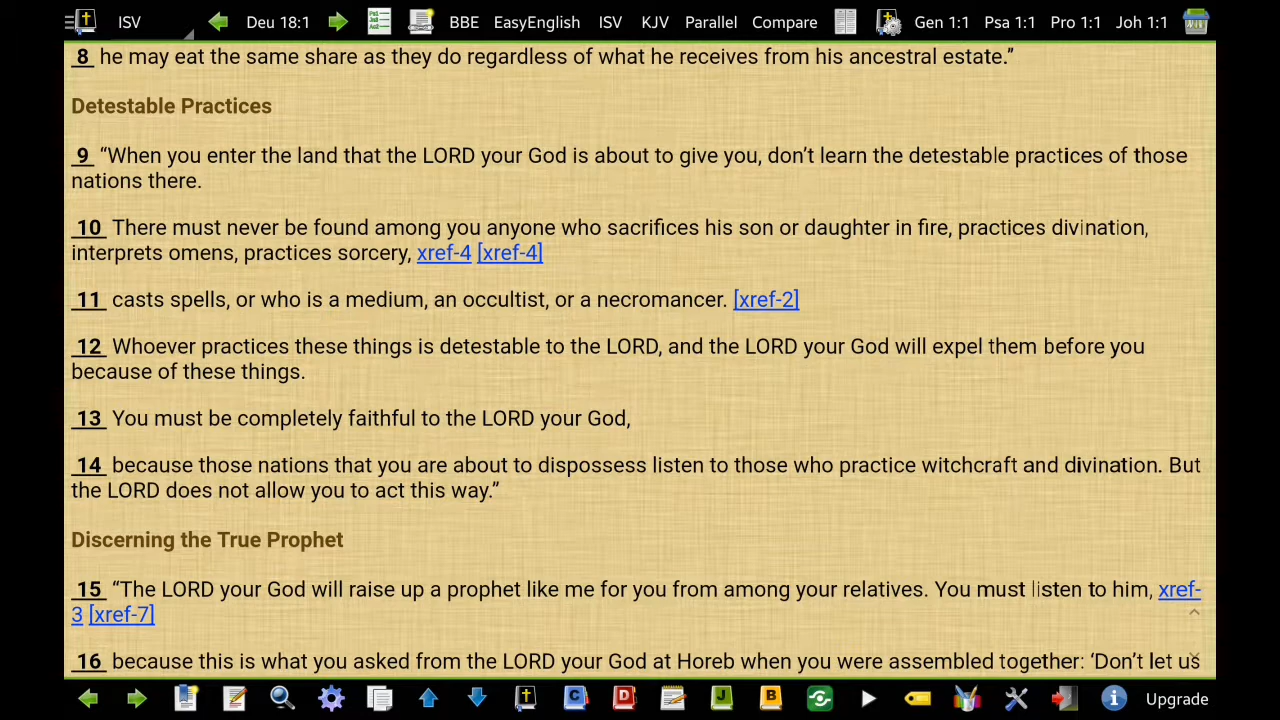 ISV Deu 18:1 BBE EasyEnglish ISV KJV Parallel Compare Gen 1:1 Psa 1:1 Pro 1:1 Joh 1:1
8 he may eat the same share as they do regardless of what he receives from his ancestral estate.”
Detestable Practices
9 “When you enter the land that the LORD your God is about to give you, don’t learn the detestable practices of those
nations there.
10 There must never be found among you anyone who sacrifices his son or daughter in fire, practices divination,
interprets omens, practices sorcery, xref-4 [xref-4]
11 casts spells, or who is a medium, an occultist, or a necromancer. [xref-2]
12 Whoever practices these things is detestable to the LORD, and the LORD your God will expel them before you
because of these things.
13 You must be completely faithful to the LORD your God,
14 because those nations that you are about to dispossess listen to those who practice witchcraft and divination. But
the LORD does not allow you to act this way.”
Discerning the True Prophet
15 “The LORD your God will raise up a prophet like me for you from among your relatives. You must listen to him, xref-
3 [xref-7]
16 because this is what you asked from the LORD your God at Horeb when you were assembled together: ‘Don’t let us
C D J B Upgrade